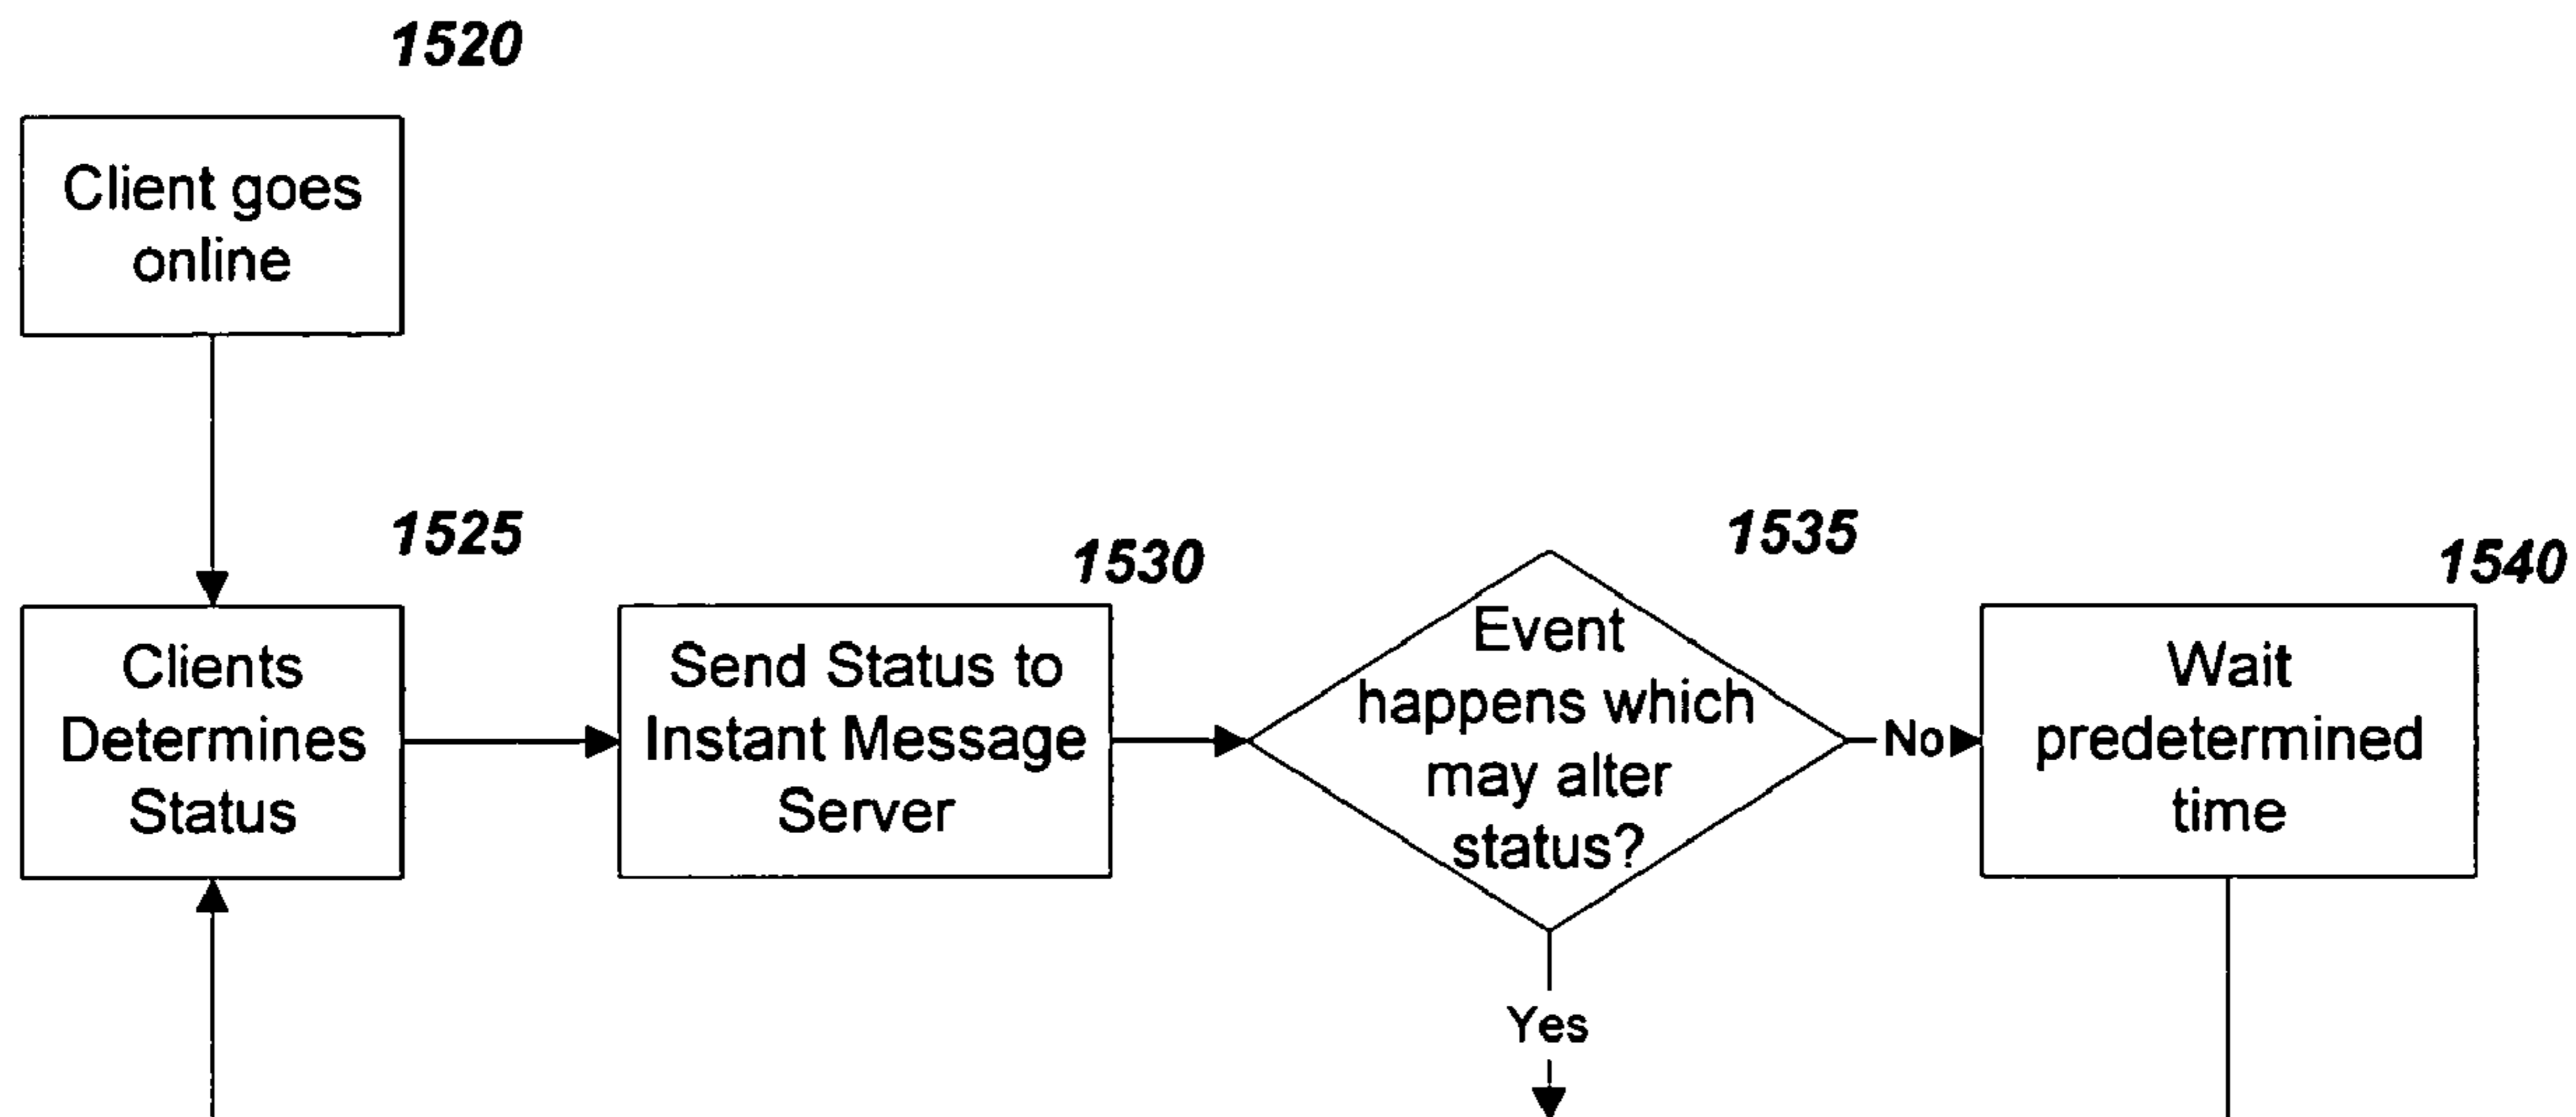 1520
Client goes
online
1525
Clients
Determines
Status
1530
Send Status to
Instant Message
Server
1535
Event
happens which
may alter
status?
No
1540
Wait
predetermined
time
Yes